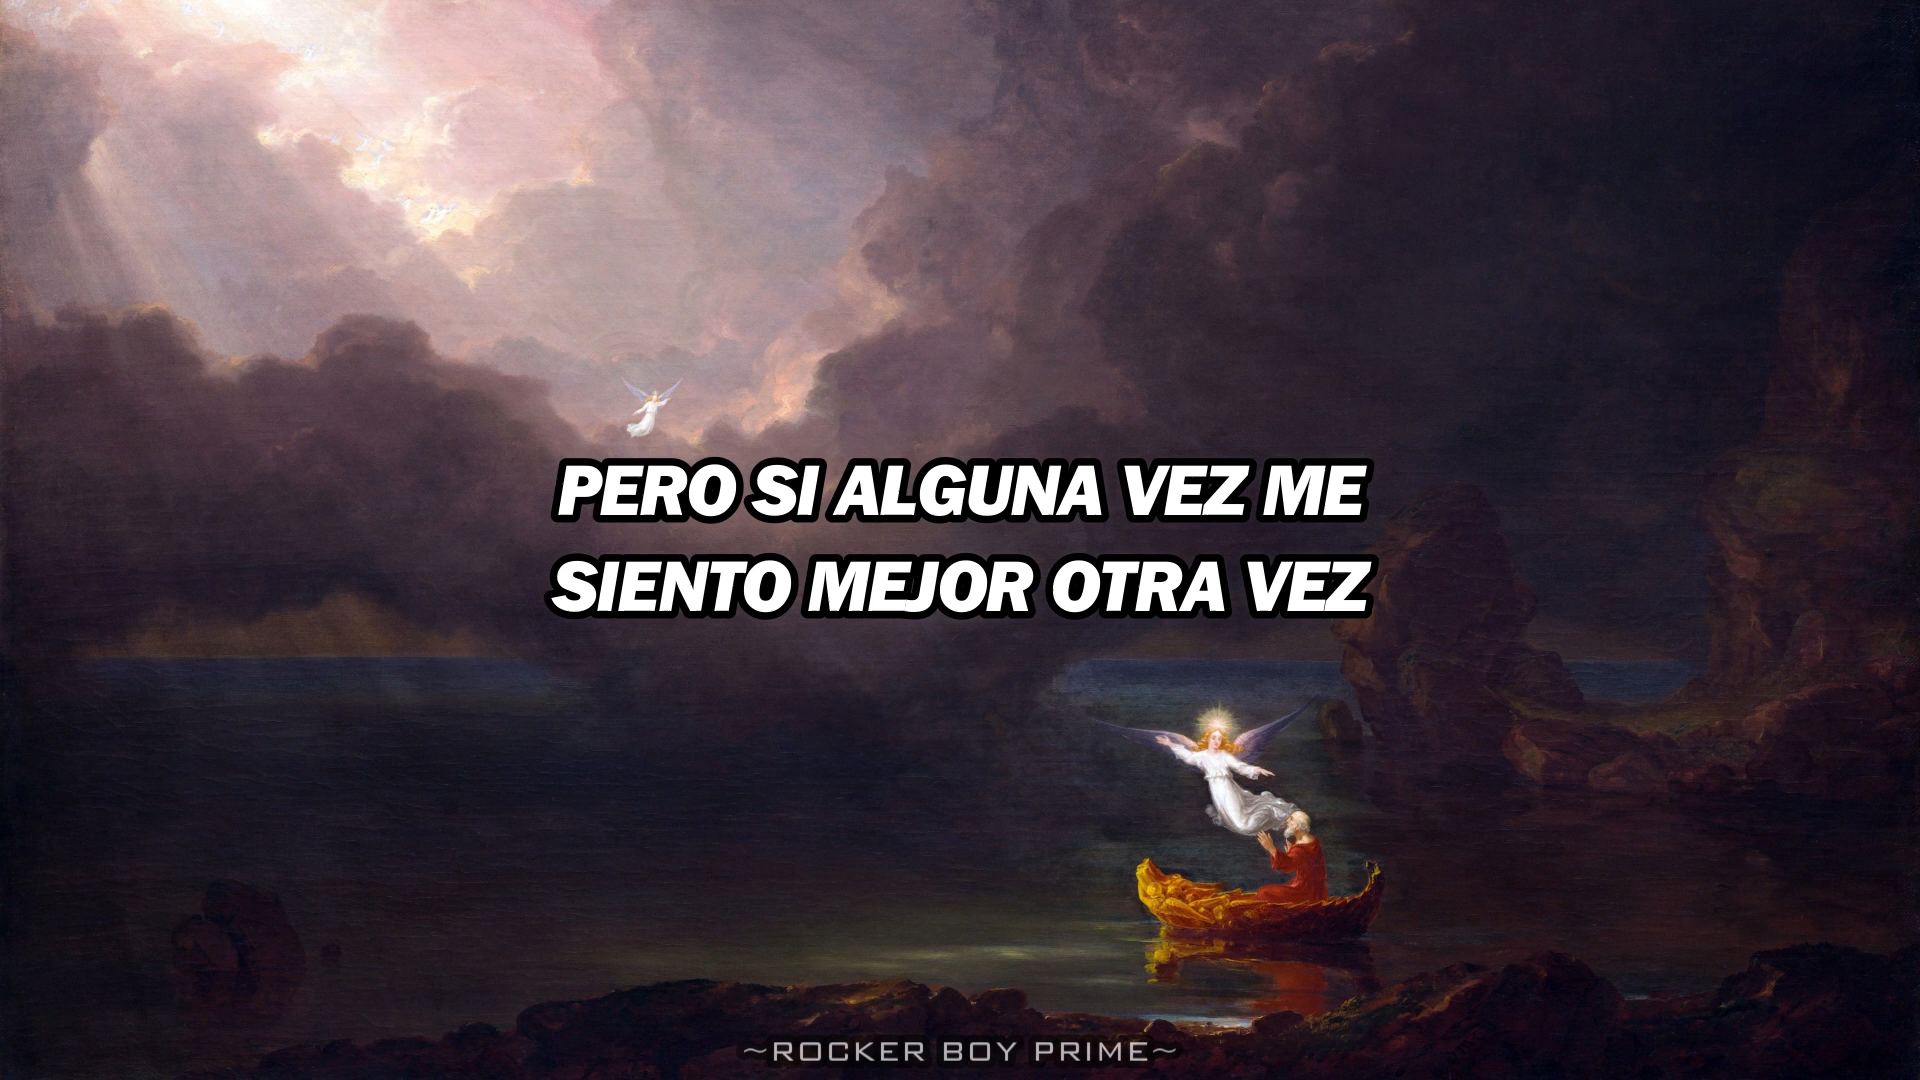 PERO SI ALGUNA VEZ ME
SIENTO MEJOR OTRA VEZ
~ROCKER BOY PRIME~